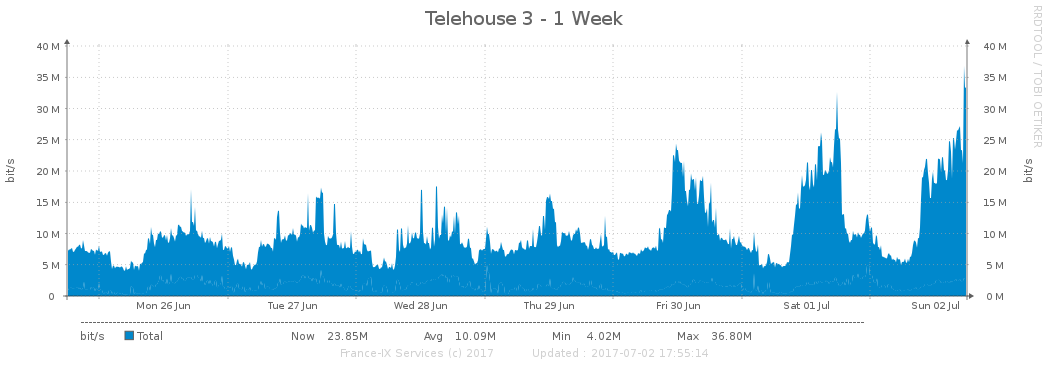 Telehouse 3 - 1 Week
RRDTOOL / TOBI OETIKER
40 M 40 M
35 M 35 M
30 M 30 M
25 M 25 M
20 M 20 M
15 M 15 M
10 M 10 M
5 M 5 M
0 0 M
bit/s bit/s
Mon 26 Jun Tue 27 Jun Wed 28 Jun Thu 29 Jun Fri 30 Jun Sat 01 Jul Sun 02 Jul
bit/s Total Now 23.85M Avg 10.09M Min 4.02M Max 36.80M
France-IX Services (c) 2017 Updated : 2017-07-02 17:55:14